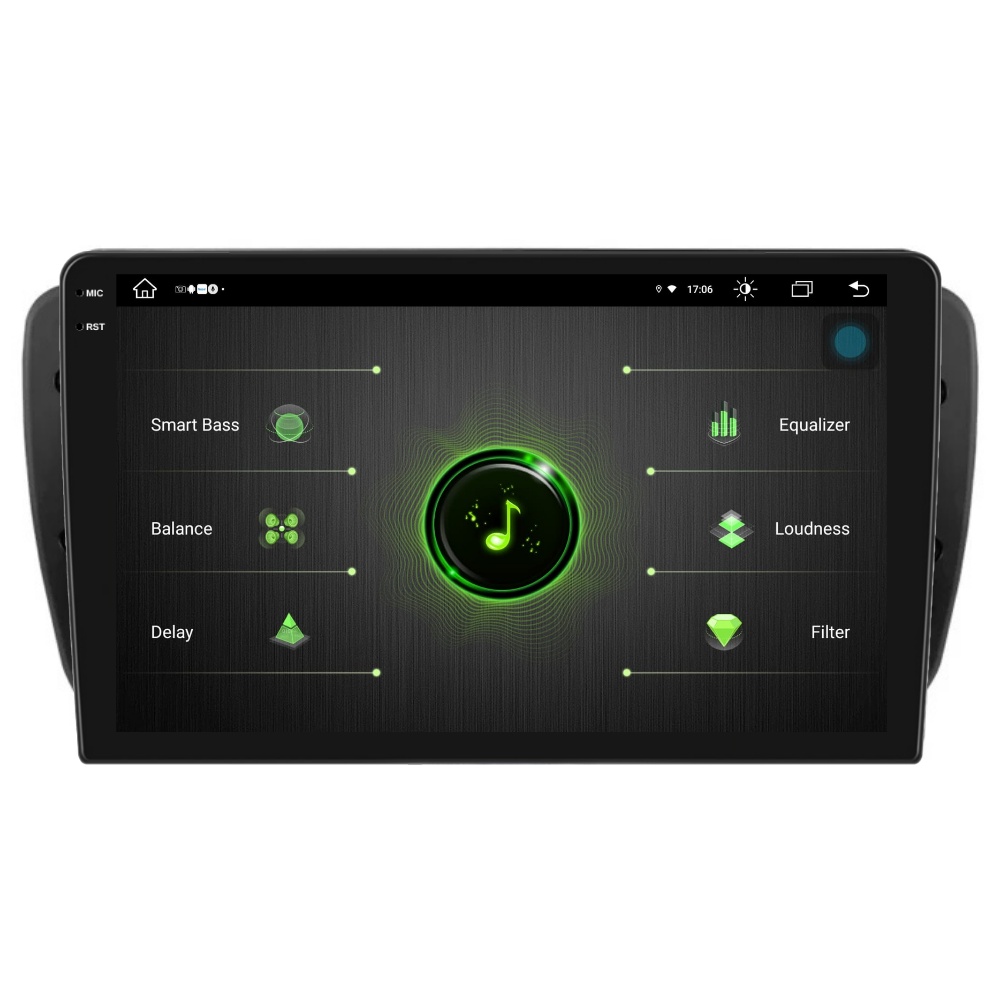 MIC
RST
17:06
Smart Bass
Equalizer
Balance
Loudness
Delay
Filter